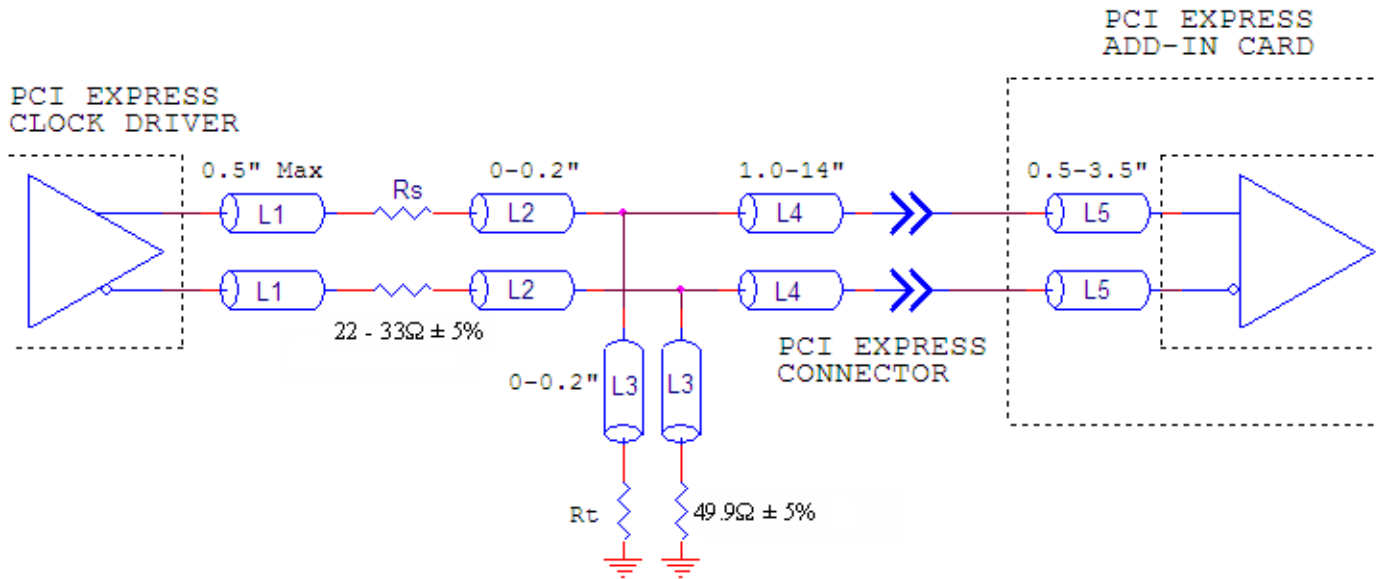 PCI EXPRESS
ADD-IN CARD
PCI EXPRESS
CLOCK DRIVER
0.5" Max
Rs
0-0.2"
1.0-14"
0.5-3.5"
L1
L2
L4
L5
L1
L2
L4
L5
22 - 33Ω ± 5%
PCI EXPRESS
CONNECTOR
0-0.2"
L3
L3
Rt
49.9Ω ± 5%